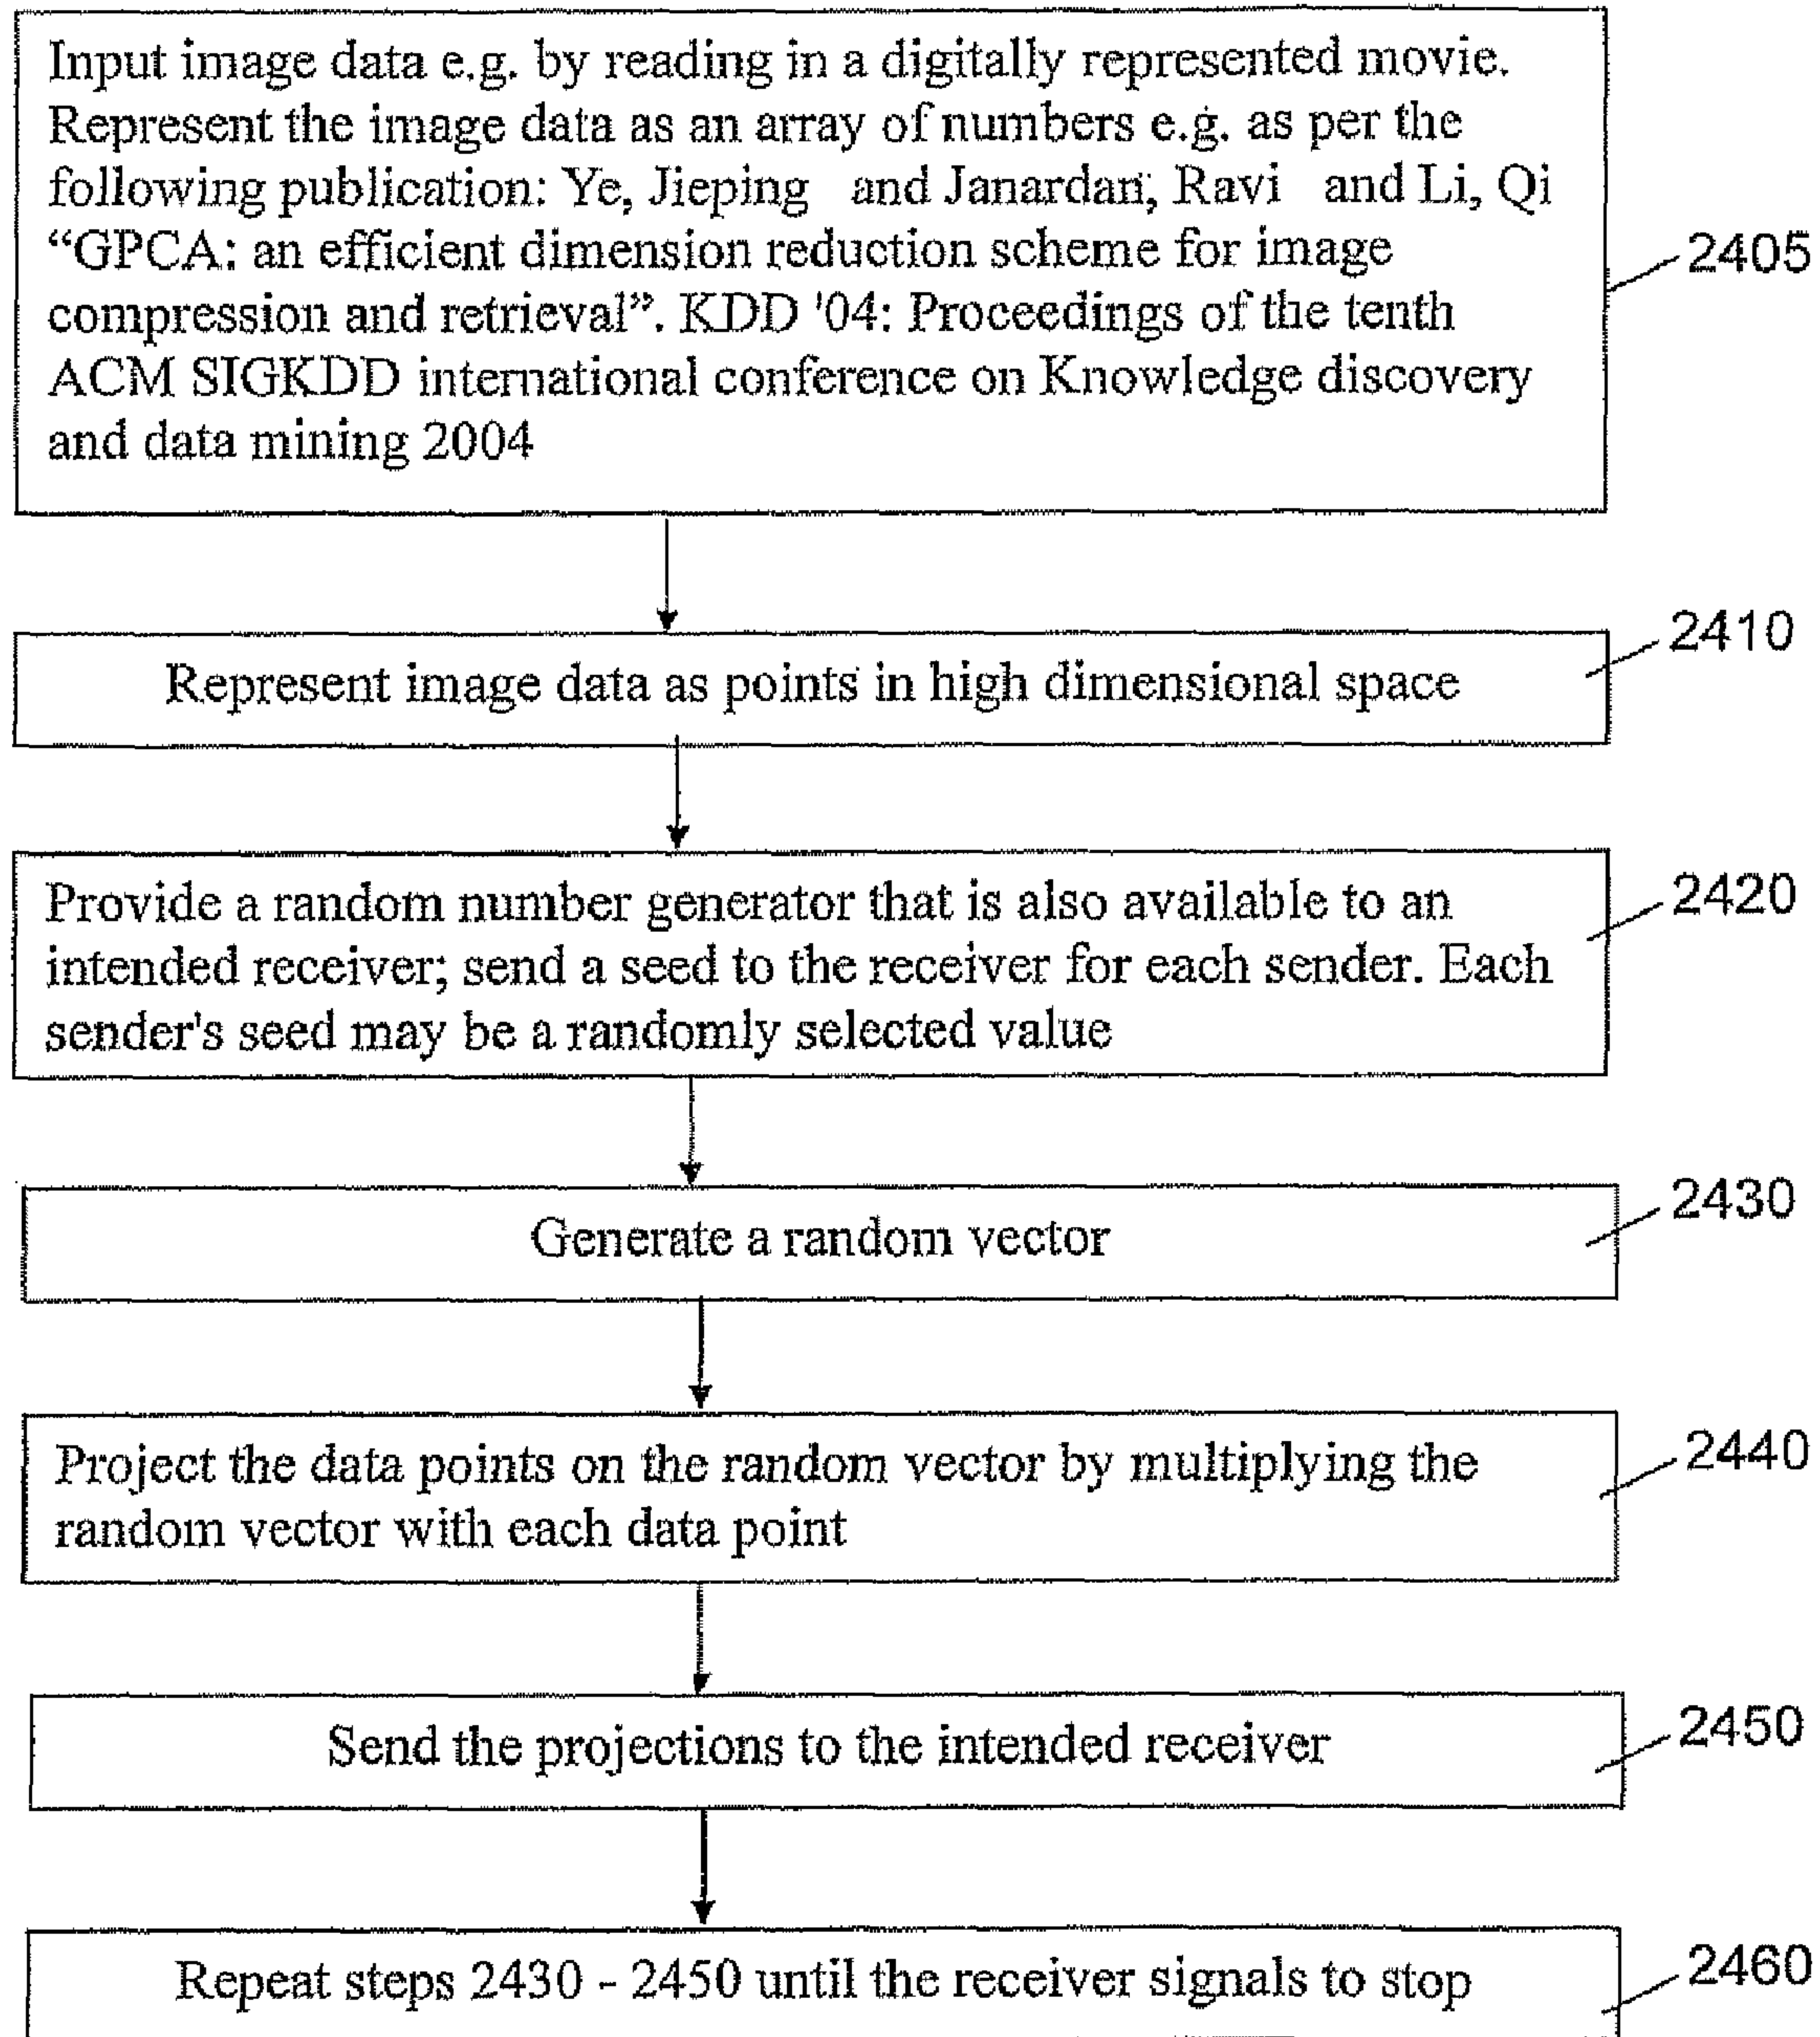 Input image data e.g. by reading in a digitally represented movie.
Represent the image data as an array of numbers e.g. as per the
following publication: Ye, Jieping and Janardan, Ravi and Li, Qi
“GPCA: an efficient dimension reduction scheme for image
compression and retrieval”. KDD '04: Proceedings of the tenth
ACM SIGKDD international conference on Knowledge discovery
and data mining 2004
2405
Represent image data as points in high dimensional space
2410
Provide a random number generator that is also available to an
intended receiver; send a seed to the receiver for each sender. Each
sender's seed may be a randomly selected value
2420
Generate a random vector
2430
Project the data points on the random vector by multiplying the
random vector with each data point
2440
Send the projections to the intended receiver
2450
Repeat steps 2430 - 2450 until the receiver signals to stop
2460